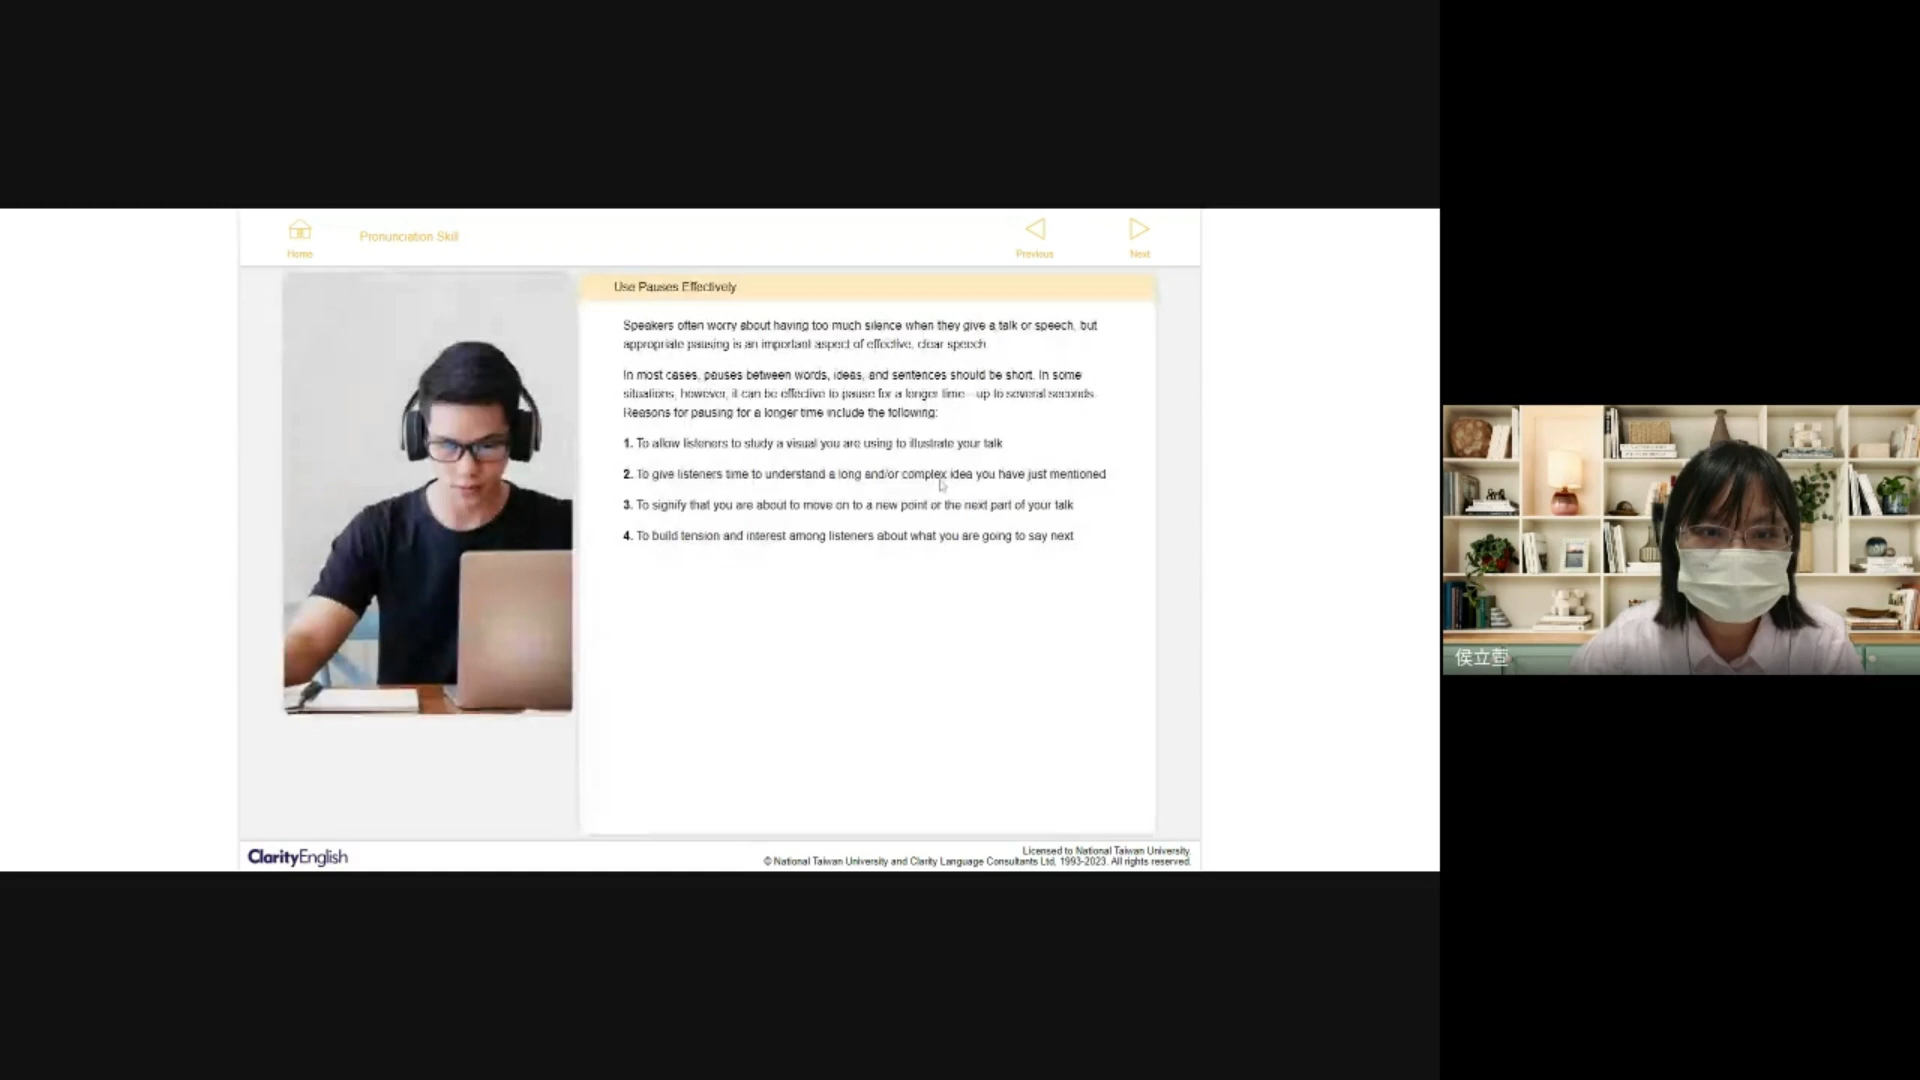 Home
Pronunciation Skill
Previous
Next
Use Pauses Effectively
Speakers often worry about having too much silence when they give a talk or speech, but
appropriate pausing is an important aspect of effective, clear speech.
In most cases, pauses between words, ideas, and sentences should be short. In some
situations, however, it can be effective to pause for a longer time—up to several seconds.
Reasons for pausing for a longer time include the following:
1. To allow listeners to study a visual you are using to illustrate your talk
2. To give listeners time to understand a long and/or complex idea you have just mentioned
3. To signify that you are about to move on to a new point or the next part of your talk
4. To build tension and interest among listeners about what you are going to say next
ClarityEnglish
Licensed to National Taiwan University.
© National Taiwan University and Clarity Language Consultants Ltd, 1993-2023. All rights reserved.
侯立萱